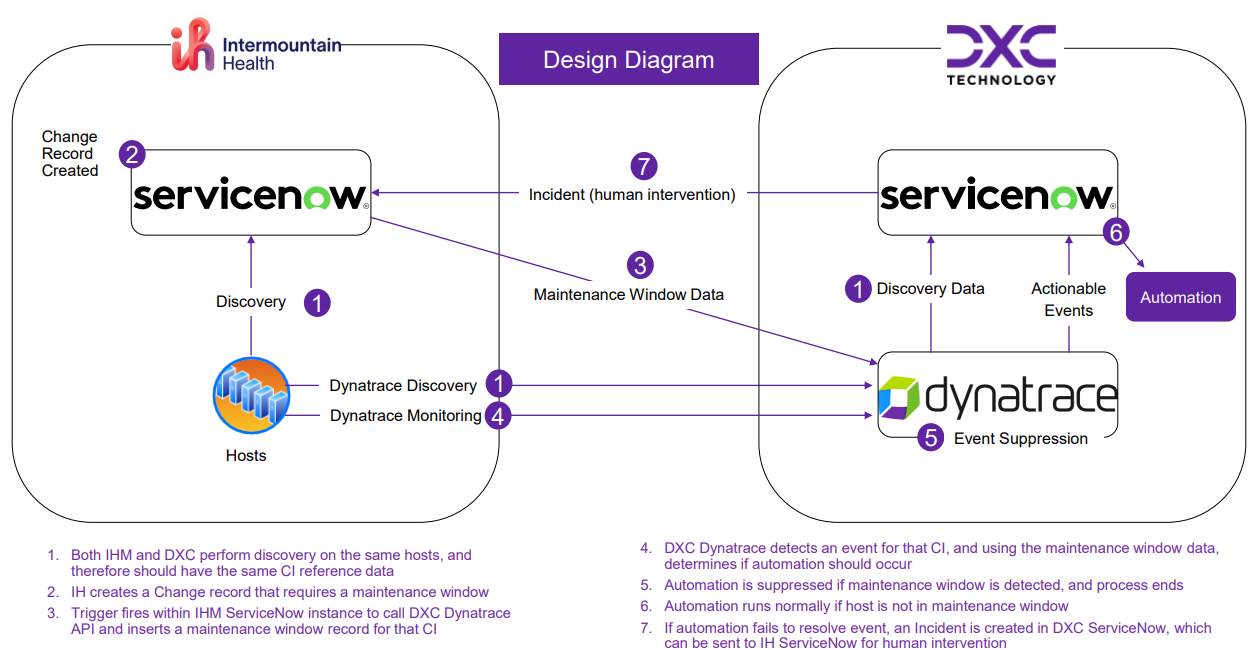 Intermountain
Health
Design Diagram
DXC
TECHNOLOGY
Change
Record
Created
2
servicenow®
7
Incident (human intervention)
servicenow®
6
3
Maintenance Window Data
Discovery
1
1
Discovery Data
Actionable
Events
Automation
Dynatrace Discovery
1
Dynatrace Monitoring
4
dynatrace
5
Event Suppression
Hosts
1. Both IHM and DXC perform discovery on the same hosts, and
therefore should have the same CI reference data
2. IH creates a Change record that requires a maintenance window
3. Trigger fires within IHM ServiceNow instance to call DXC Dynatrace
API and inserts a maintenance window record for that CI
4. DXC Dynatrace detects an event for that CI, and using the maintenance window data,
determines if automation should occur
5. Automation is suppressed if maintenance window is detected, and process ends
6. Automation runs normally if host is not in maintenance window
7. If automation fails to resolve event, an Incident is created in DXC ServiceNow, which
can be sent to IH ServiceNow for human intervention